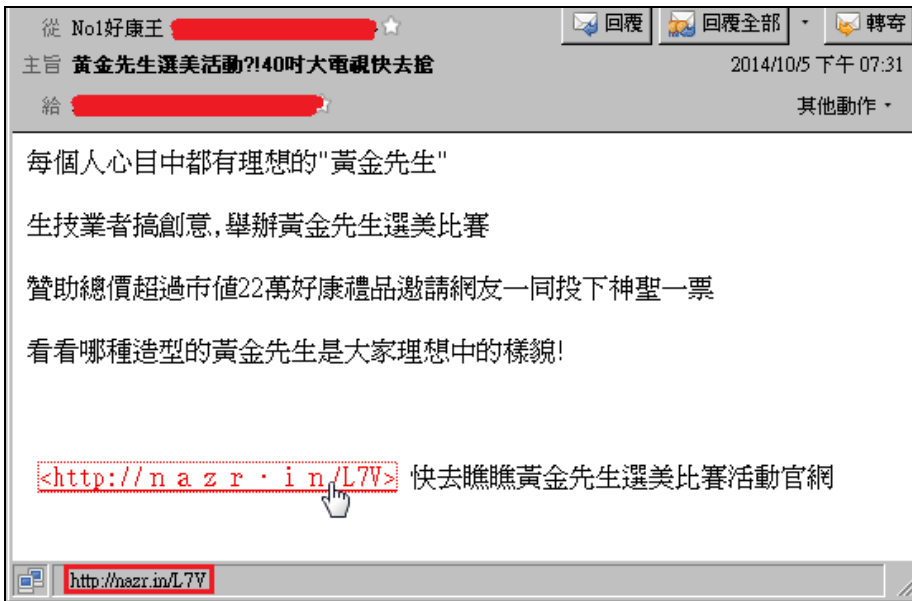 從 No1好康王
回覆 回覆全部 轉寄
主旨 黃金先生選美活動?!40吋大電視快去搶
2014/10/5 下午 07:31
給
其他動作
每個人心目中都有理想的"黃金先生"
生技業者搞創意,舉辦黃金先生選美比賽
贊助總價超過市值22萬好康禮品邀請網友一同投下神聖一票
看看哪種造型的黃金先生是大家理想中的樣貌!
<http://ｎａｚｒ．ｉｎ/L7V> 快去瞧瞧黃金先生選美比賽活動官網
http://nazr.in/L7V